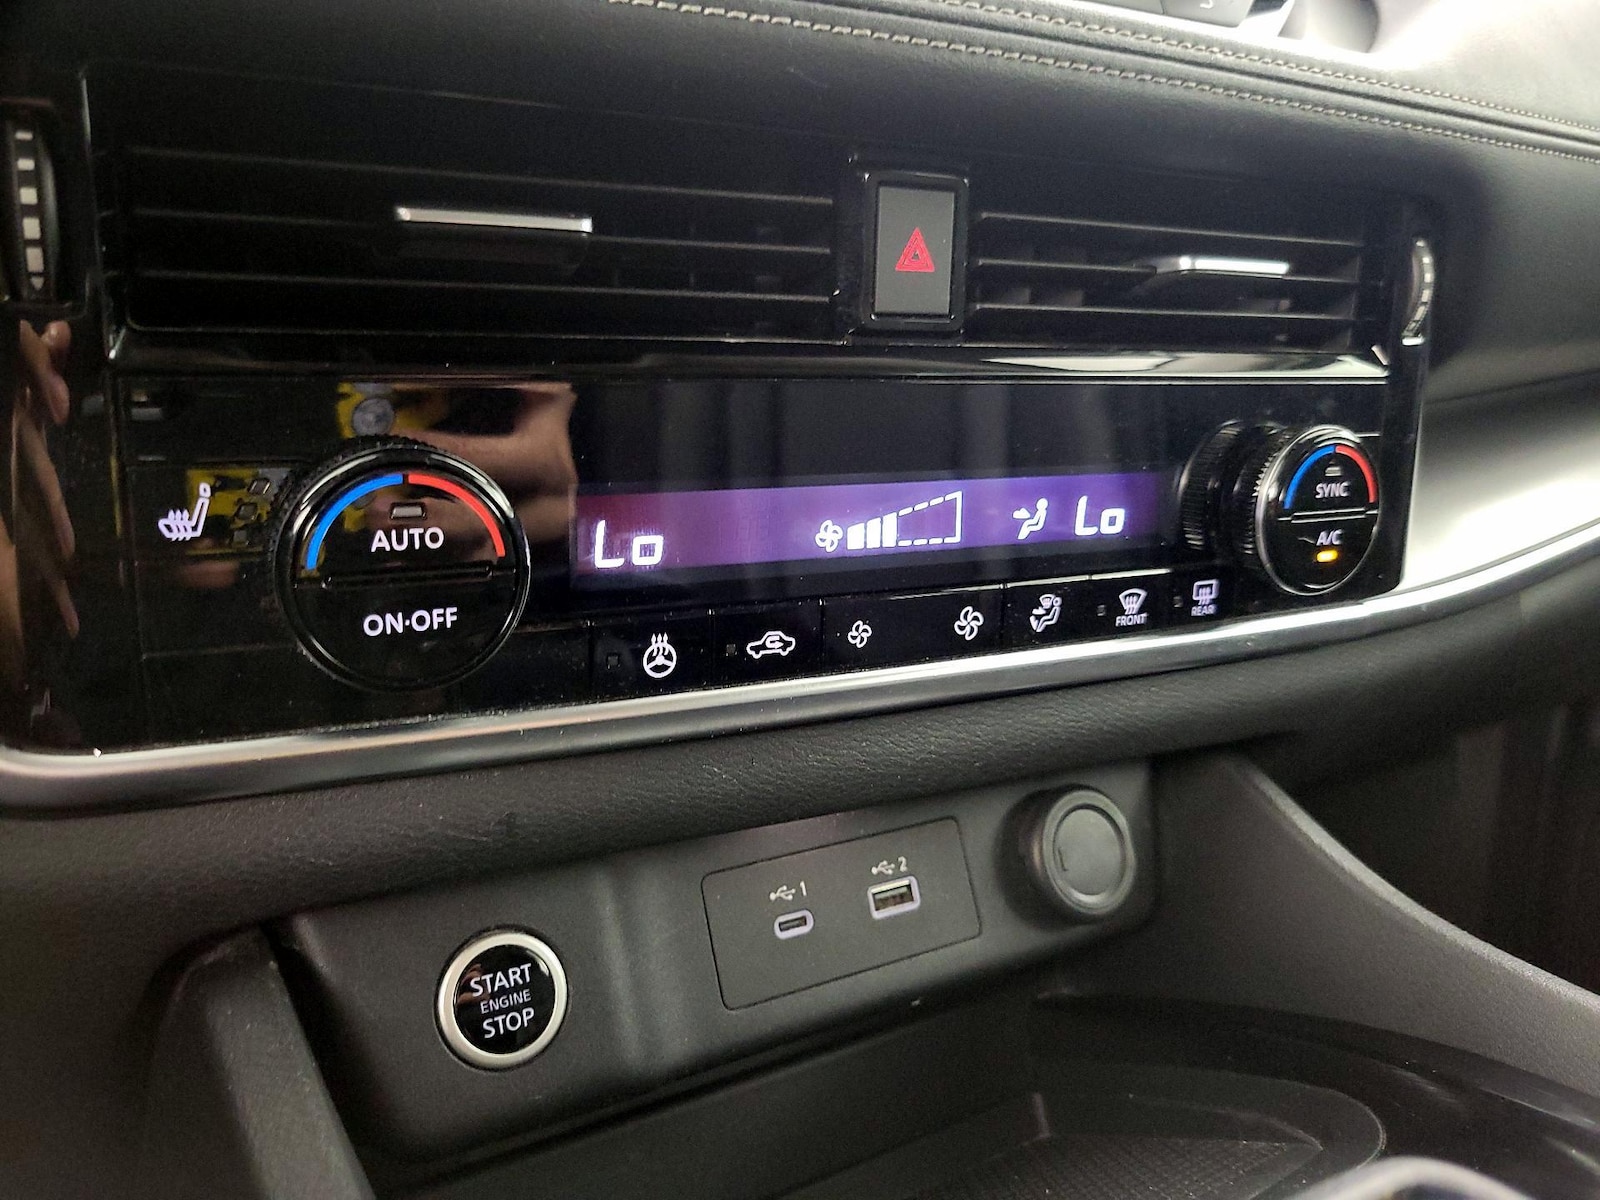 AUTO
ON·OFF
Lo
Lo
SYNC
A/C
FRONT
REAR
1
2
START
ENGINE
STOP